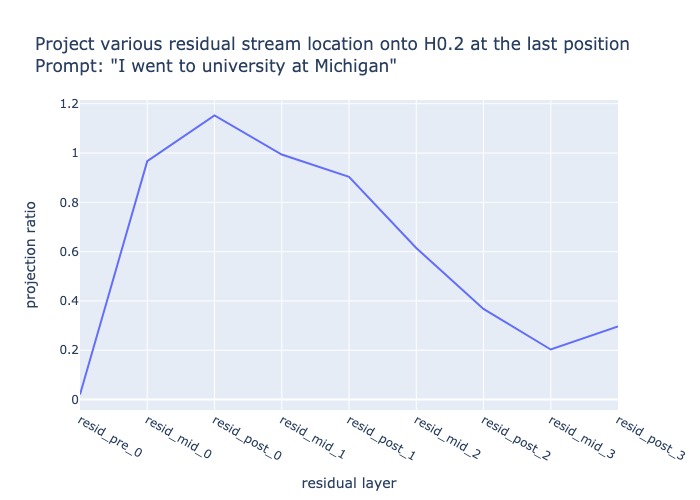 Project various residual stream location onto H0.2 at the last position
Prompt: "I went to university at Michigan"
1.2
1
0.8
0.6
0.4
0.2
0
projection ratio
resid_pre_0
resid_mid_0
resid_post_0
resid_mid_1
resid_post_1
resid_mid_2
resid_post_2
resid_mid_3
resid_post_3
residual layer